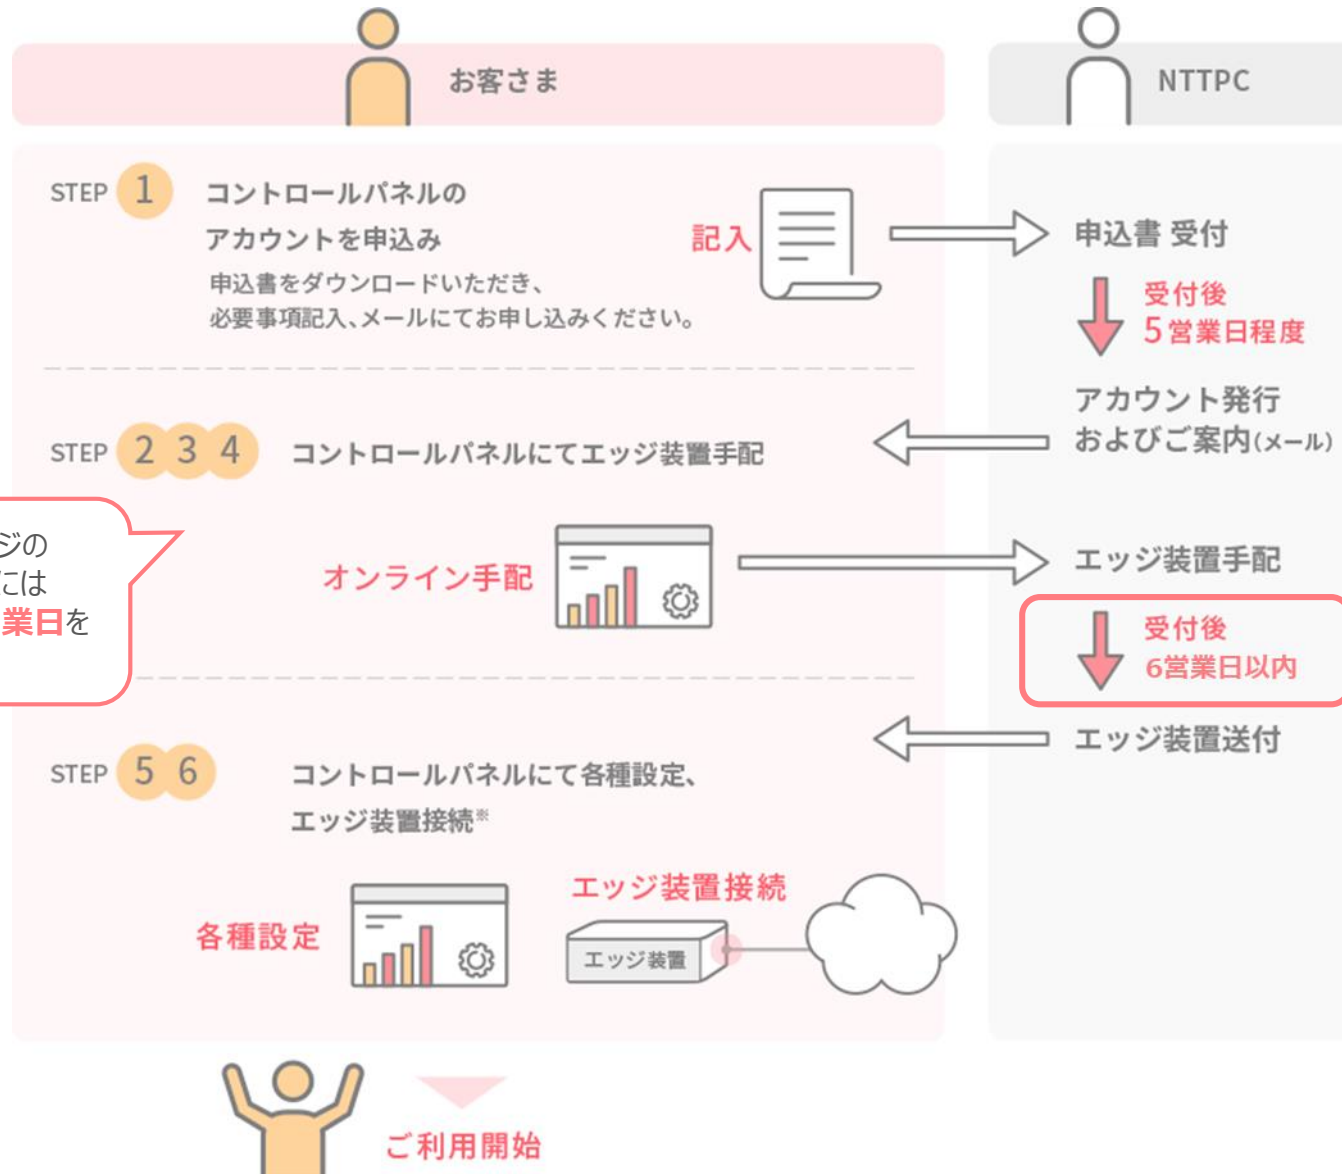 お客さま
NTTPC
STEP 1
コントロールパネルの
アカウントを申込み
申込書をダウンロードいただき、
必要事項記入、メールにてお申し込みください。
記入
申込書 受付
受付後
5営業日程度
アカウント発行
およびご案内(メール)
STEP 2 3 4
コントロールパネルにてエッジ装置手配
ジの
には
業日を
オンライン手配
エッジ装置手配
受付後
6営業日以内
エッジ装置送付
STEP 5 6
コントロールパネルにて各種設定、
エッジ装置接続※
各種設定
エッジ装置接続
エッジ装置
ご利用開始